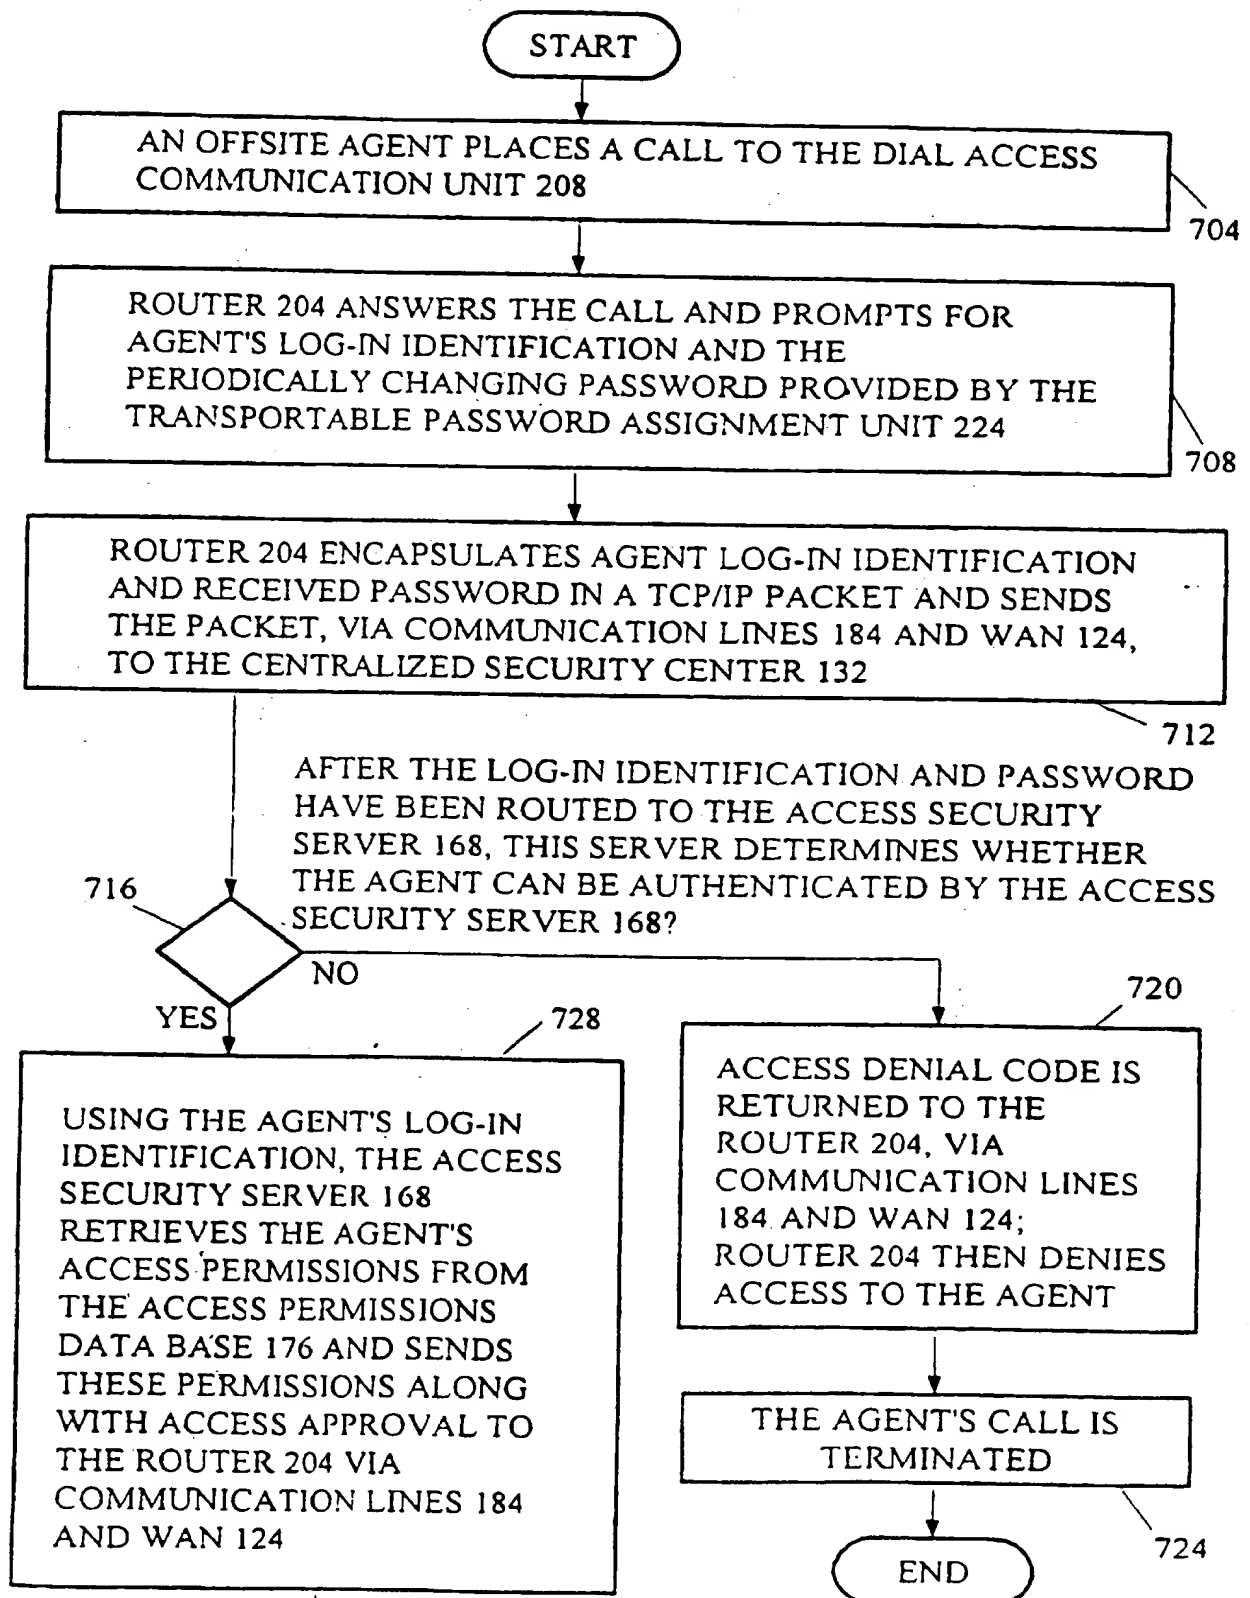 START
AN OFFSITE AGENT PLACES A CALL TO THE DIAL ACCESS
COMMUNICATION UNIT 208
704
ROUTER 204 ANSWERS THE CALL AND PROMPTS FOR
AGENT'S LOG-IN IDENTIFICATION AND THE
PERIODICALLY CHANGING PASSWORD PROVIDED BY THE
TRANSPORTABLE PASSWORD ASSIGNMENT UNIT 224
708
ROUTER 204 ENCAPSULATES AGENT LOG-IN IDENTIFICATION
AND RECEIVED PASSWORD IN A TCP/IP PACKET AND SENDS
THE PACKET, VIA COMMUNICATION LINES 184 AND WAN 124,
TO THE CENTRALIZED SECURITY CENTER 132
712
AFTER THE LOG-IN IDENTIFICATION AND PASSWORD
HAVE BEEN ROUTED TO THE ACCESS SECURITY
SERVER 168, THIS SERVER DETERMINES WHETHER
THE AGENT CAN BE AUTHENTICATED BY THE ACCESS
SECURITY SERVER 168?
716
NO
YES
728
USING THE AGENT'S LOG-IN
IDENTIFICATION, THE ACCESS
SECURITY SERVER 168
RETRIEVES THE AGENT'S
ACCESS PERMISSIONS FROM
THE ACCESS PERMISSIONS
DATA BASE 176 AND SENDS
THESE PERMISSIONS ALONG
WITH ACCESS APPROVAL TO
THE ROUTER 204 VIA
COMMUNICATION LINES 184
AND WAN 124
720
ACCESS DENIAL CODE IS
RETURNED TO THE
ROUTER 204, VIA
COMMUNICATION LINES
184 AND WAN 124;
ROUTER 204 THEN DENIES
ACCESS TO THE AGENT
THE AGENT'S CALL IS
TERMINATED
724
END